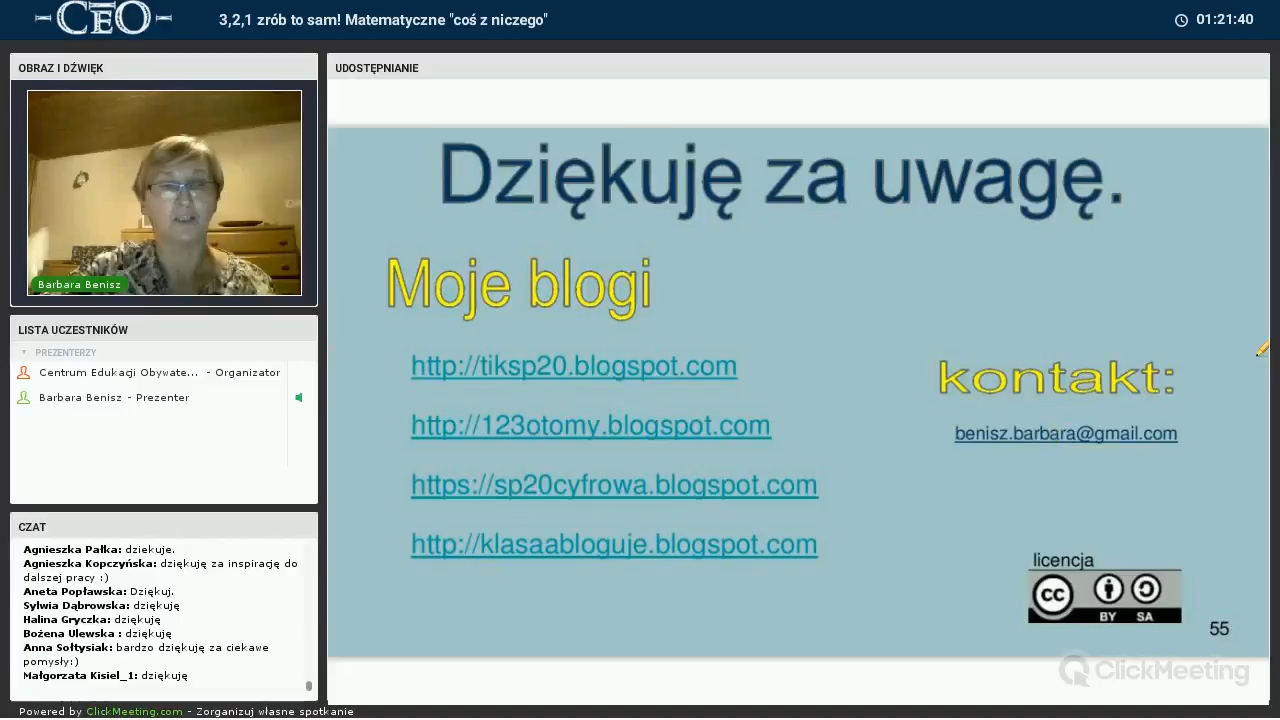 CEO
3,2,1 zrób to sam! Matematyczne "coś z niczego"
01:21:40
OBRAZ I DŹWIĘK
Barbara Benisz
LISTA UCZESTNIKÓW
PREZENTERZY
Centrum Edukacji Obywate... - Organizator
Barbara Benisz - Prezenter
CZAT
Agnieszka Pałka: dziekuje.
Agnieszka Kopczyńska: dziękuję za inspirację do
dalszej pracy :)
Aneta Popławska: Dziękuj.
Sylwia Dąbrowska: dziękuję
Halina Gryczka: dziękuję
Bożena Ulewska : dziękuję
Anna Sołtysiak: bardzo dziękuję za ciekawe
pomysły:)
Małgorzata Kisiel_1: dziękuję
UDOSTĘPNIANIE
Dziękuję za uwagę.
Moje blogi
http://tiksp20.blogspot.com
http://123otomy.blogspot.com
https://sp20cyfrowa.blogspot.com
http://klasaabloguje.blogspot.com
kontakt:
benisz.barbara@gmail.com
licencja
cc
BY SA
55
ClickMeeting
Powered by ClickMeeting.com - Zorganizuj własne spotkanie